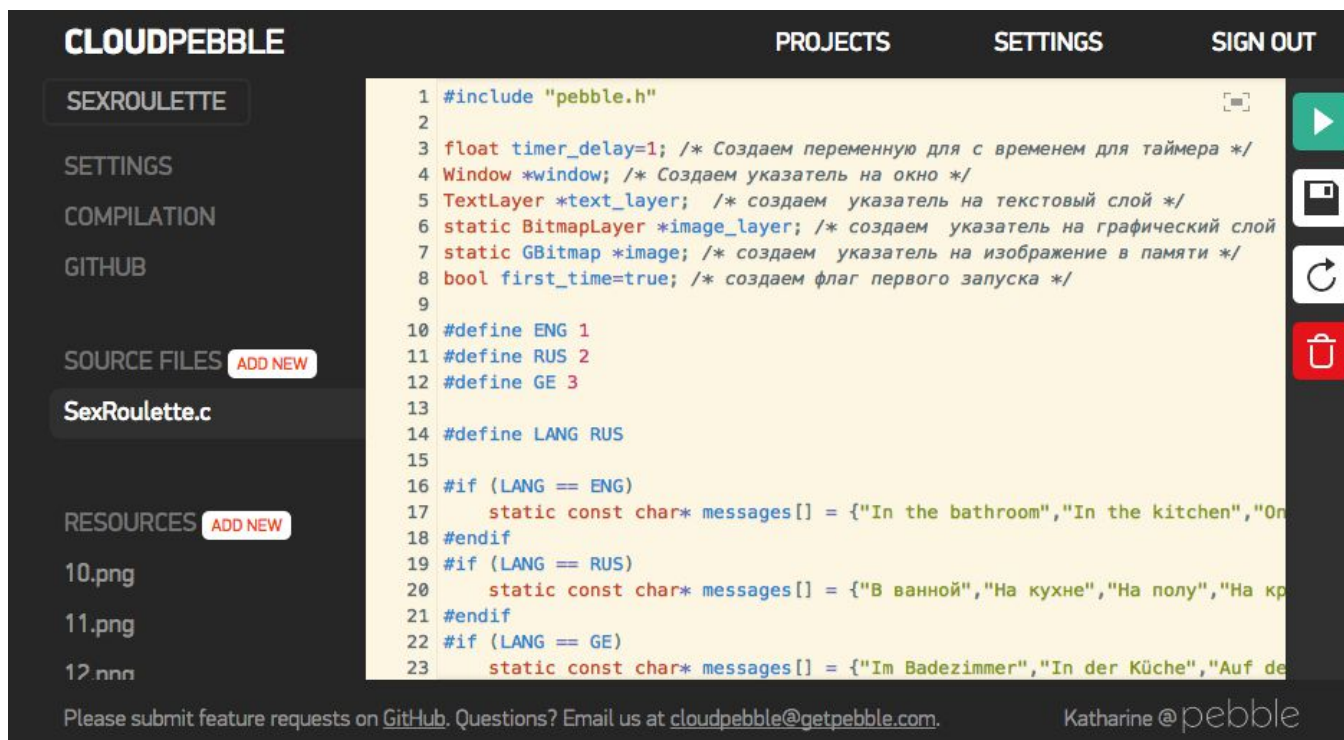 CLOUDPEBBLE
PROJECTS SETTINGS SIGN OUT
SEXROULETTE
SETTINGS
COMPILATION
GITHUB
SOURCE FILES ADD NEW
SexRoulette.c
RESOURCES ADD NEW
10.png
11.png
12.png
1 #include "pebble.h"
2
3 float timer_delay=1; /* Создаем переменную для с временем для таймера */
4 Window *window; /* Создаем указатель на окно */
5 TextLayer *text_layer;  /* создаем  указатель на текстовый слой */
6 static BitmapLayer *image_layer; /* создаем  указатель на графический слой
7 static GBitmap *image; /* создаем  указатель на изображение в памяти */
8 bool first_time=true; /* создаем флаг первого запуска */
9
10 #define ENG 1
11 #define RUS 2
12 #define GE 3
13
14 #define LANG RUS
15
16 #if (LANG == ENG)
17     static const char* messages[] = {"In the bathroom","In the kitchen","On
18 #endif
19 #if (LANG == RUS)
20     static const char* messages[] = {"В ванной","На кухне","На полу","На кр
21 #endif
22 #if (LANG == GE)
23     static const char* messages[] = {"Im Badezimmer","In der Küche","Auf de
Please submit feature requests on GitHub. Questions? Email us at cloudpebble@getpebble.com.
Katharine @ pebble